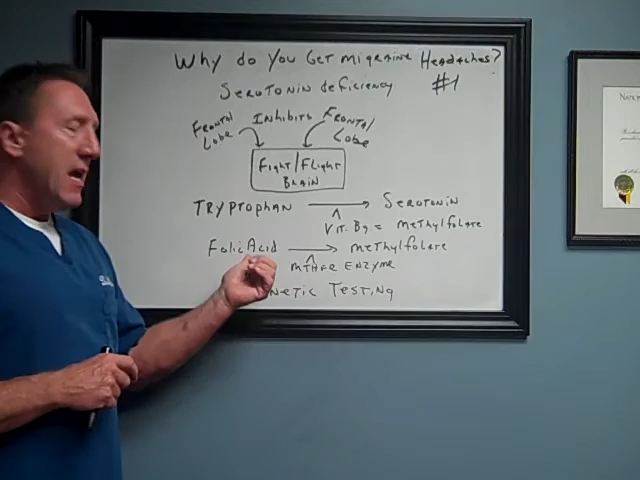 Why do You Get migraine Headaches?
Serotonin deficiency #1
Frontal Lobe Inhibits Frontal Lobe
Fight/Flight
Brain
Tryptophan Serotonin
Vit. B9 = methylfolate
Folic Acid methylfolate
MTHFR Enzyme
netic Testing